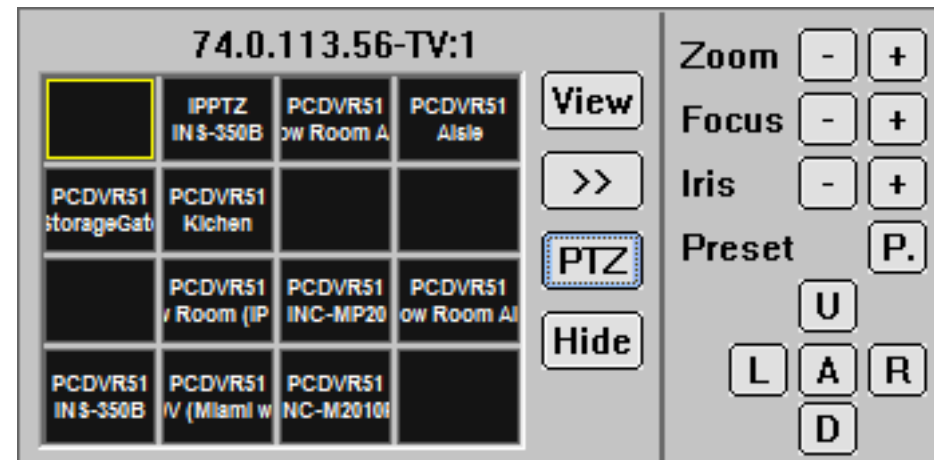 74.0.113.56-TV:1
IPPTZ
INS-350B
PCDVR51
ow Room A
PCDVR51
Aisle
PCDVR51
StorageGat
PCDVR51
Kichen
PCDVR51
Room (IP
PCDVR51
INC-MP20
PCDVR51
ow Room Al
PCDVR51
INS-350B
PCDVR51
(Miami w
PCDVR51
NC-M2010
View
>>
PTZ
Hide
Zoom - +
Focus - +
Iris - +
Preset P.
U
L A R
D